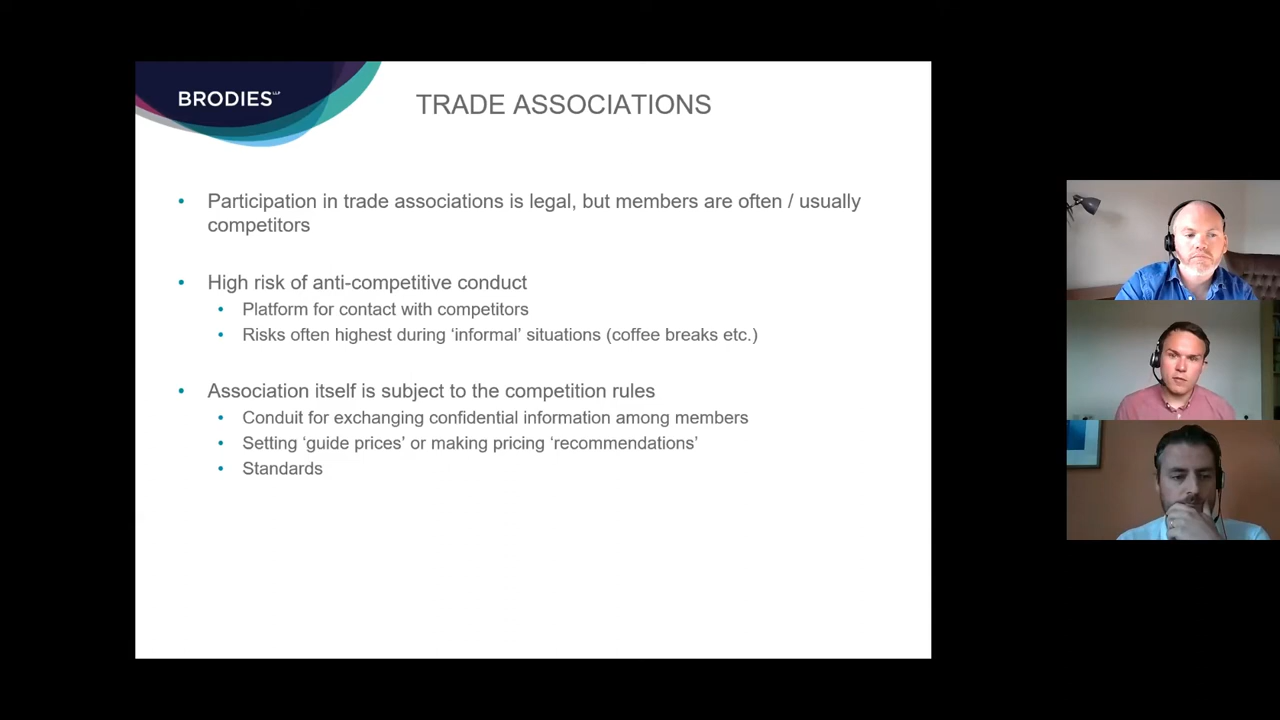 BRODIES LLP
TRADE ASSOCIATIONS
• Participation in trade associations is legal, but members are often / usually
competitors
• High risk of anti-competitive conduct
• Platform for contact with competitors
• Risks often highest during ‘informal’ situations (coffee breaks etc.)
• Association itself is subject to the competition rules
• Conduit for exchanging confidential information among members
• Setting ‘guide prices’ or making pricing ‘recommendations’
• Standards